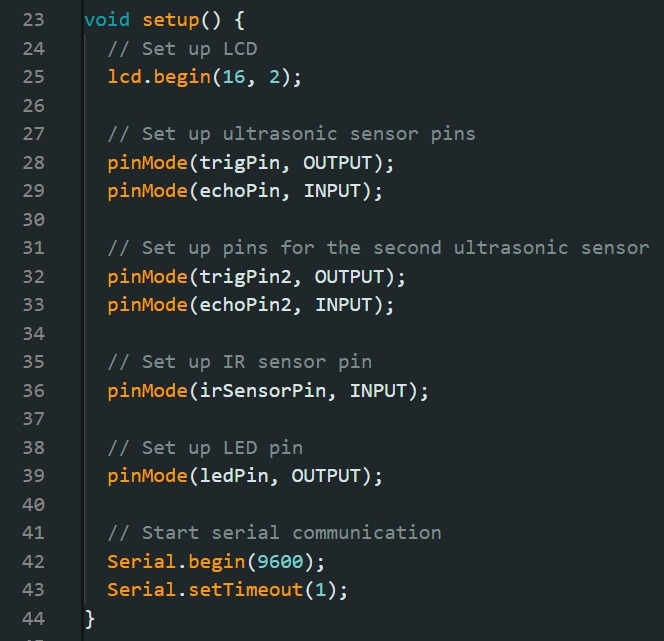 23 void setup() {
24 // Set up LCD
25 lcd.begin(16, 2);
26
27 // Set up ultrasonic sensor pins
28 pinMode(trigPin, OUTPUT);
29 pinMode(echoPin, INPUT);
30
31 // Set up pins for the second ultrasonic sensor
32 pinMode(trigPin2, OUTPUT);
33 pinMode(echoPin2, INPUT);
34
35 // Set up IR sensor pin
36 pinMode(irSensorPin, INPUT);
37
38 // Set up LED pin
39 pinMode(ledPin, OUTPUT);
40
41 // Start serial communication
42 Serial.begin(9600);
43 Serial.setTimeout(1);
44 }